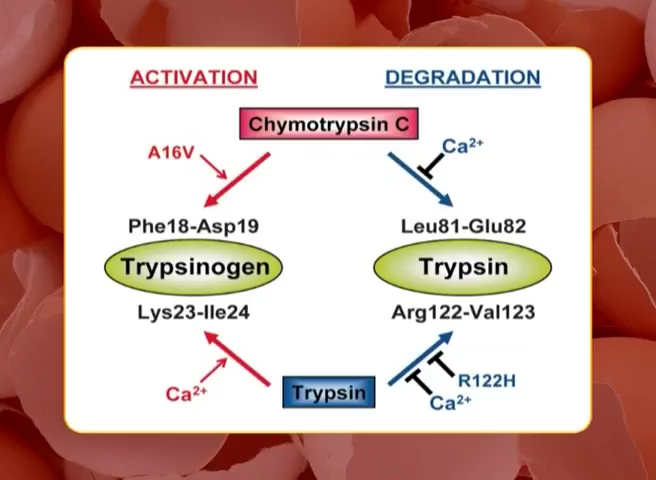 ACTIVATION
DEGRADATION
Chymotrypsin C
A16V
Ca²⁺
Phe18-Asp19
Leu81-Glu82
Trypsinogen
Trypsin
Lys23-Ile24
Arg122-Val123
Ca²⁺
Trypsin
R122H
Ca²⁺